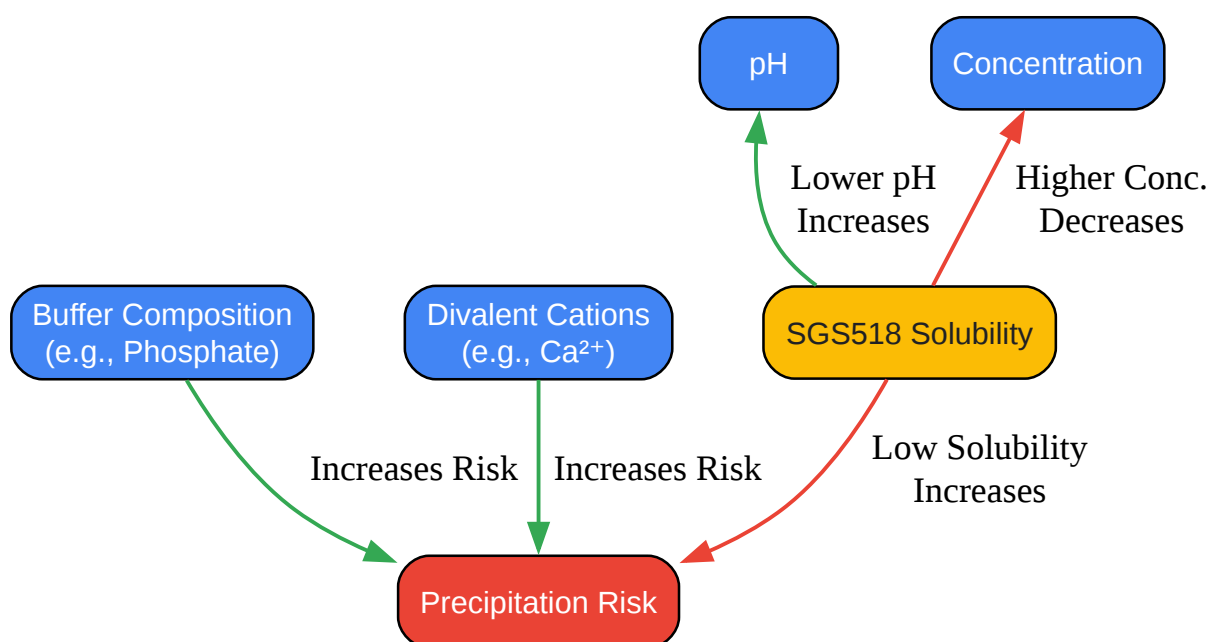 pH
Concentration
Lower pH
Increases
Higher Conc.
Decreases
Buffer Composition
(e.g., Phosphate)
Divalent Cations
(e.g., Ca²⁺)
SGS518 Solubility
Increases Risk
Increases Risk
Low Solubility
Increases
Precipitation Risk